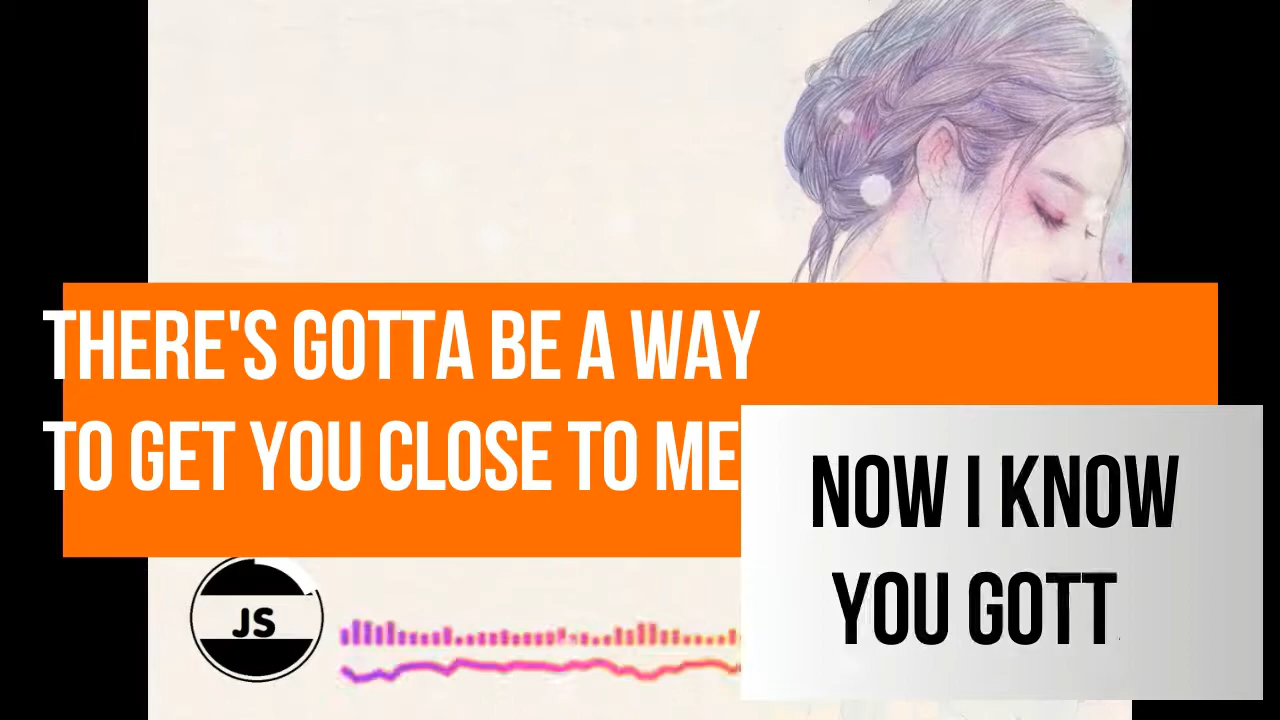 THERE'S GOTTA BE A WAY
TO GET YOU CLOSE TO ME
NOW I KNOW
YOU GOTT
JS